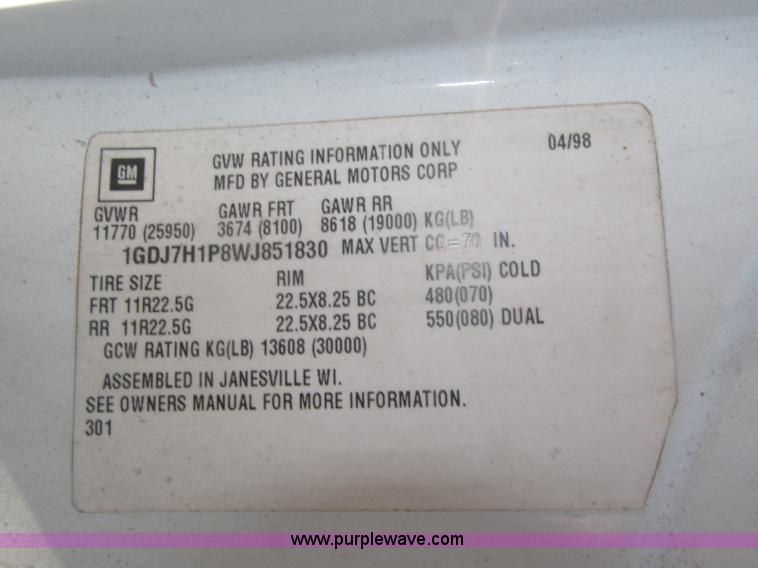 GM
GVW RATING INFORMATION ONLY 04/98
MFD BY GENERAL MOTORS CORP
GVWR GAWR FRT GAWR RR
11770 (25950) 3674 (8100) 8618 (19000) KG(LB)
1GDJ7H1P8WJ851830 MAX VERT CG=70 IN.
TIRE SIZE RIM KPA(PSI) COLD
FRT 11R22.5G 22.5X8.25 BC 480(070)
RR 11R22.5G 22.5X8.25 BC 550(080) DUAL
GCW RATING KG(LB) 13608 (30000)
ASSEMBLED IN JANESVILLE WI.
SEE OWNERS MANUAL FOR MORE INFORMATION.
301
www.purplewave.com